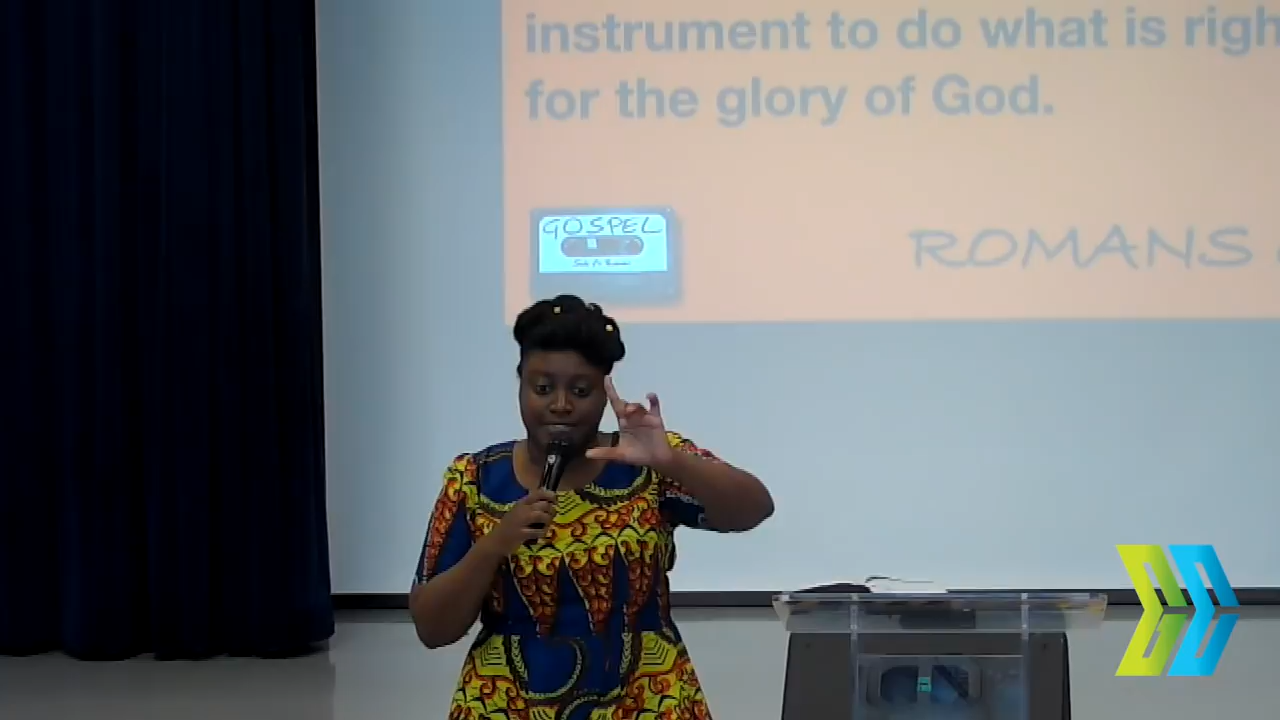 instrument to do what is righ
for the glory of God.
GOSPEL
ROMANS